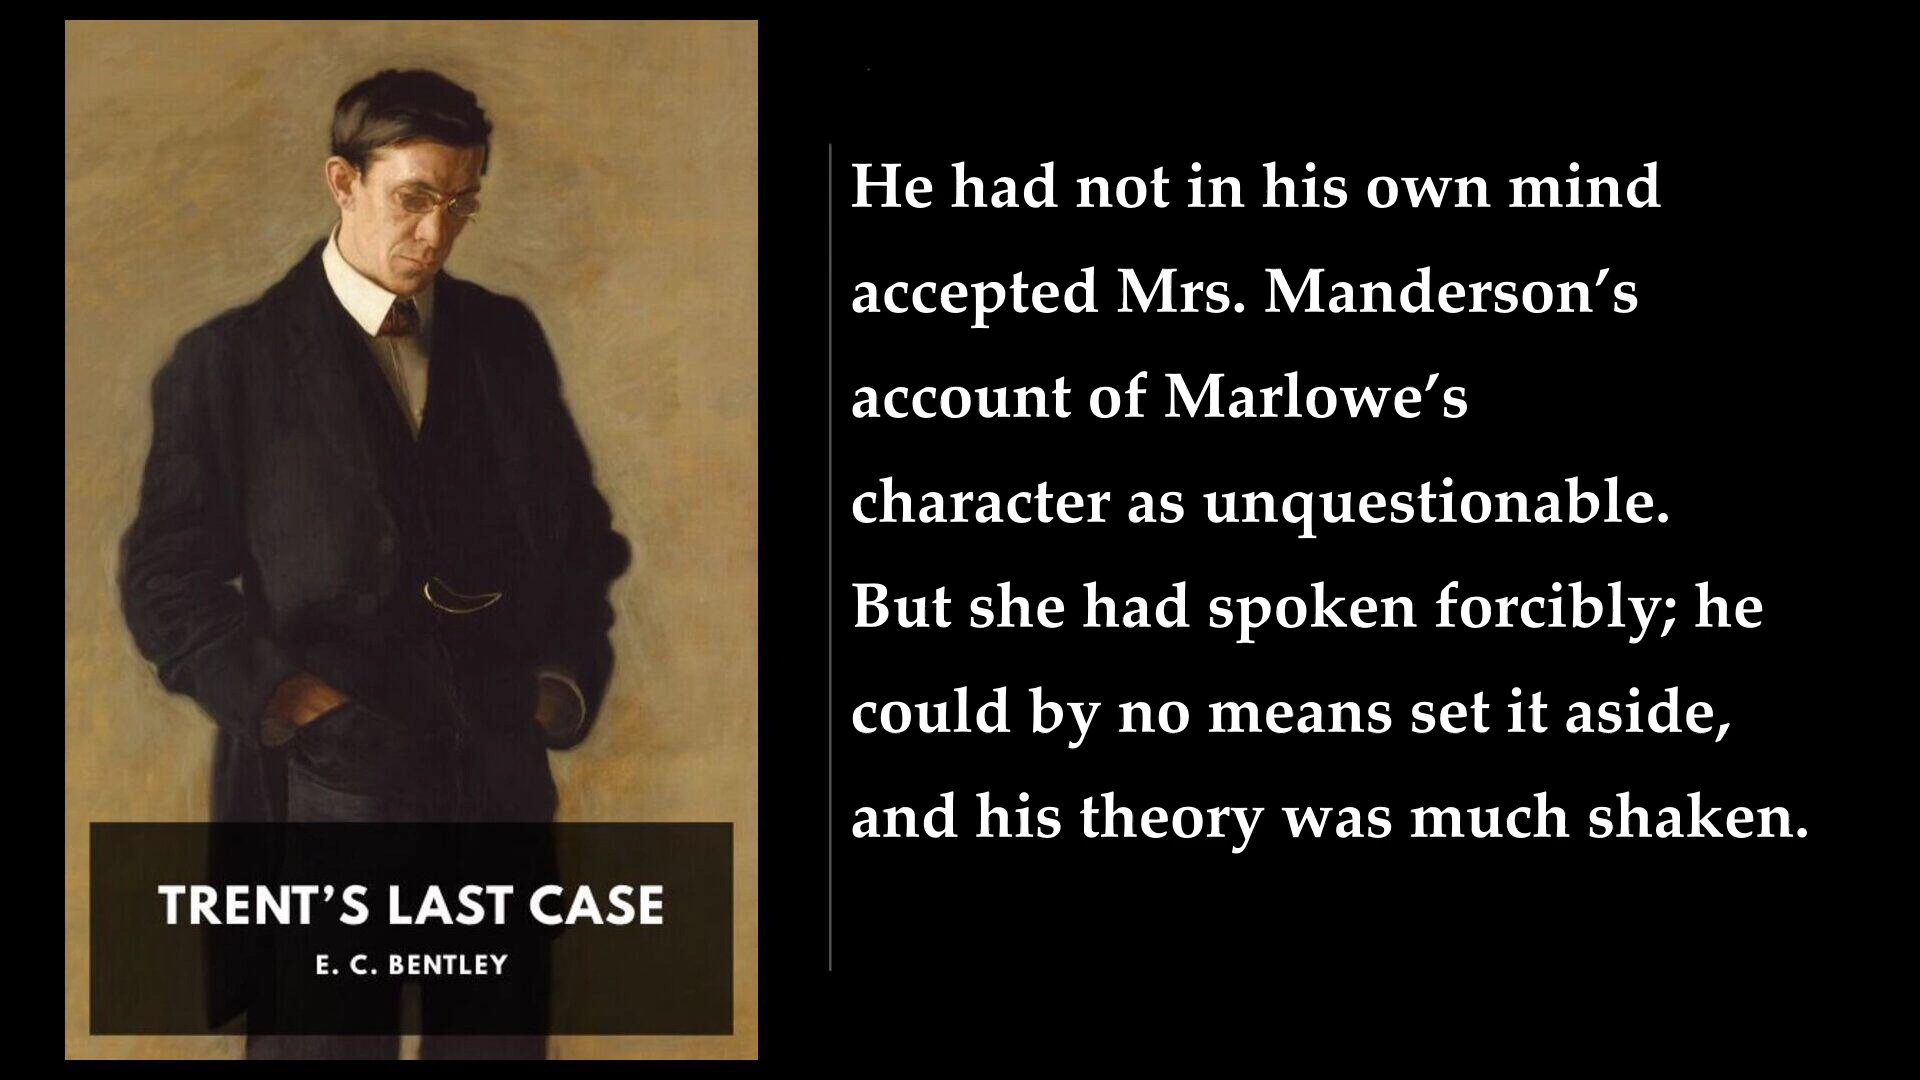 He had not in his own mind
accepted Mrs. Manderson’s
account of Marlowe’s
character as unquestionable.
But she had spoken forcibly; he
could by no means set it aside,
and his theory was much shaken.
TRENT’S LAST CASE
E. C. BENTLEY